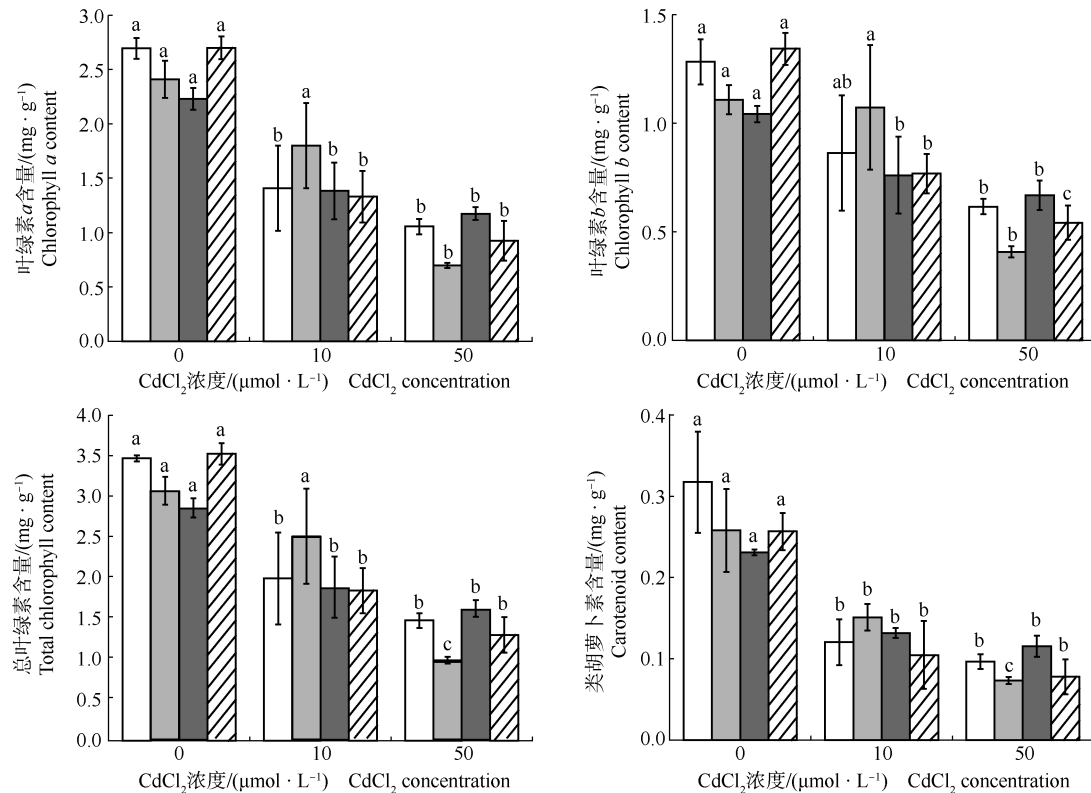 叶绿素a含量/(mg · g⁻¹)
Chlorophyll a content
3.0
2.5
2.0
1.5
1.0
0.5
0.0
a
a
a
a
b
a
b
b
b
b
b
b
0
10
50
CdCl₂浓度/(μmol · L⁻¹) CdCl₂ concentration
叶绿素b含量/(mg · g⁻¹)
Chlorophyll b content
1.5
1.0
0.5
0.0
a
a
a
a
ab
a
b
b
b
b
b
c
0
10
50
CdCl₂浓度/(μmol · L⁻¹) CdCl₂ concentration
总叶绿素含量/(mg · g⁻¹)
Total chlorophyll content
4.0
3.5
3.0
2.5
2.0
1.5
1.0
0.5
0.0
a
a
a
a
b
a
b
b
b
c
b
b
0
10
50
CdCl₂浓度/(μmol · L⁻¹) CdCl₂ concentration
类胡萝卜素含量/(mg · g⁻¹)
Carotenoid content
0.4
0.3
0.2
0.1
0.0
a
a
a
a
b
b
b
b
b
c
b
b
0
10
50
CdCl₂浓度/(μmol · L⁻¹) CdCl₂ concentration